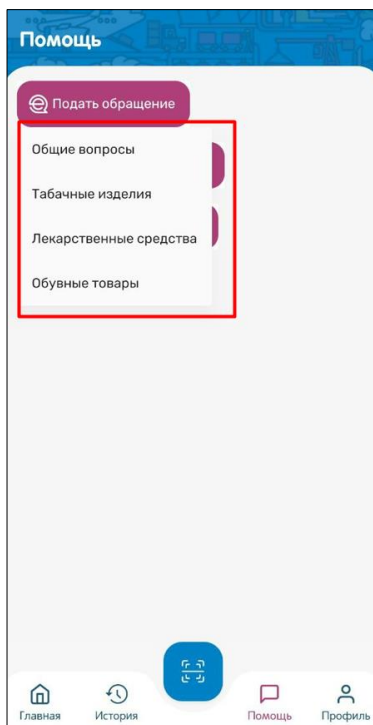 Помощь
Подать обращение
Общие вопросы
Табачные изделия
Лекарственные средства
Обувные товары
Главная
История
Помощь
Профиль